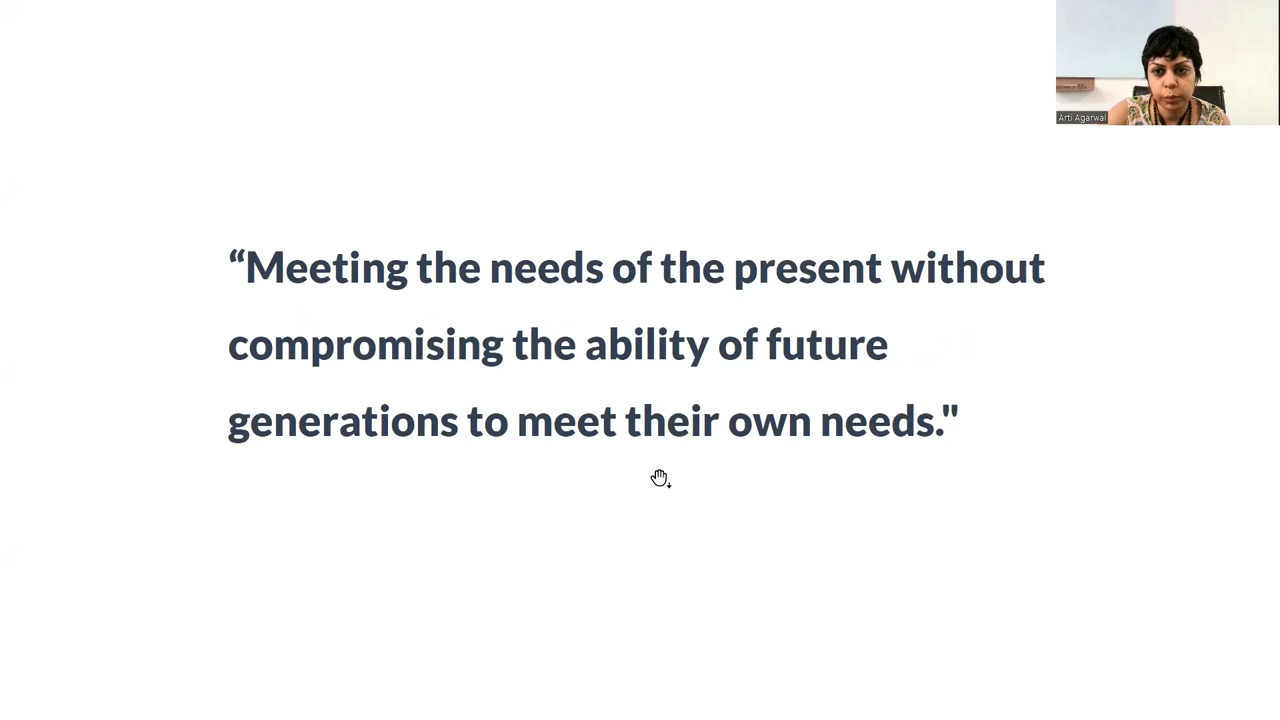 Arti Agarwal
“Meeting the needs of the present without
compromising the ability of future
generations to meet their own needs."